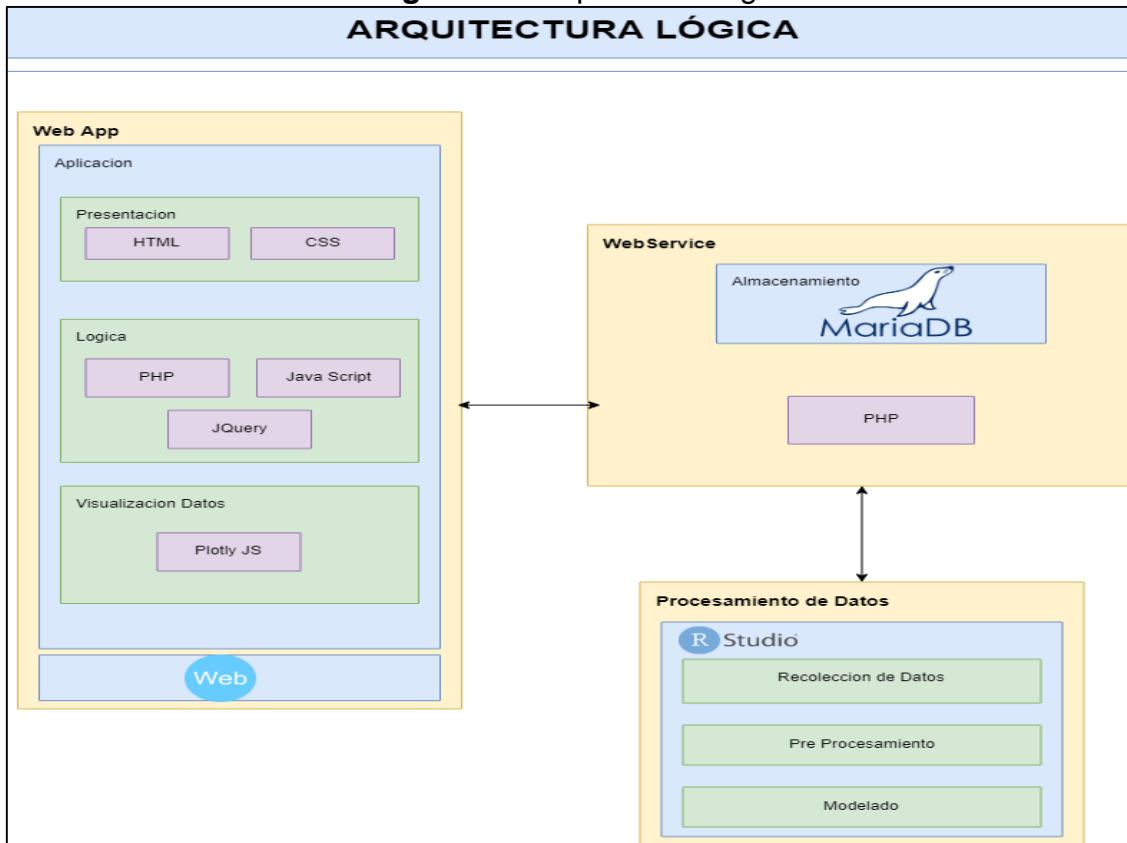 ARQUITECTURA LÓGICA
Web App
Aplicacion
Presentacion
HTML
CSS
Logica
PHP
Java Script
JQuery
Visualizacion Datos
Plotly JS
Web
WebService
Almacenamiento
MariaDB
PHP
Procesamiento de Datos
R Studio
Recoleccion de Datos
Pre Procesamiento
Modelado